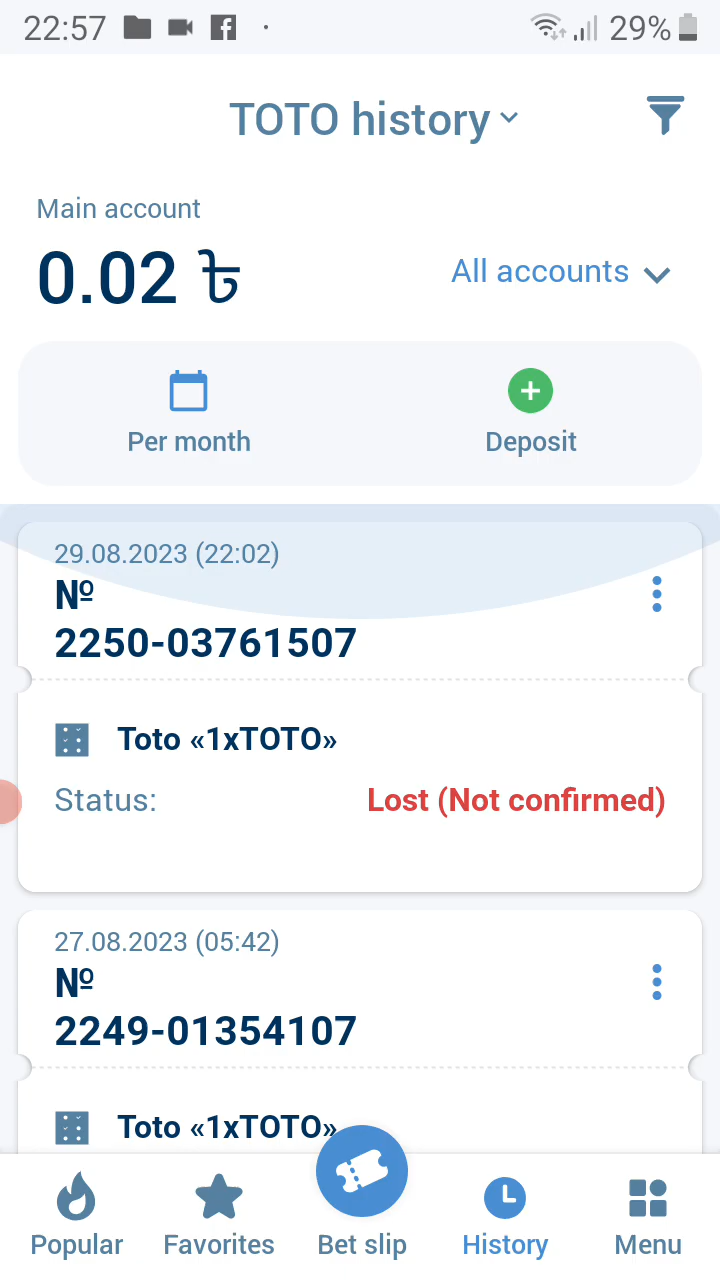 22:57 29%
TOTO history
Main account
0.02 ৳
All accounts
Per month Deposit
29.08.2023 (22:02)
№
2250-03761507
Toto «1xTOTO»
Status: Lost (Not confirmed)
27.08.2023 (05:42)
№
2249-01354107
Toto «1xTOTO»
Popular Favorites Bet slip History Menu